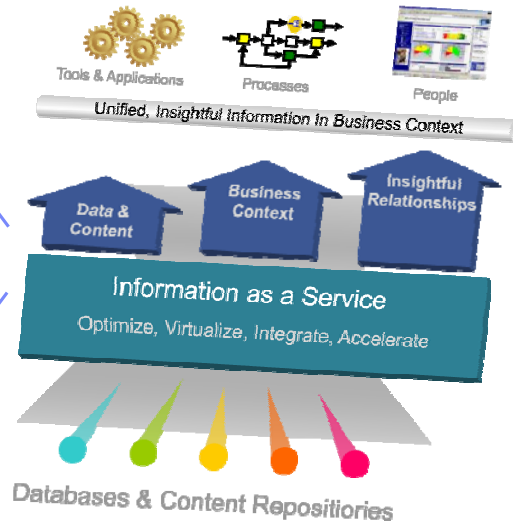 Tools & Applications
Processes
People
Unified, Insightful Information In Business Context
Data &
Content
Business
Context
Insightful
Relationships
Information as a Service
Optimize, Virtualize, Integrate, Accelerate
Databases & Content Repositiories